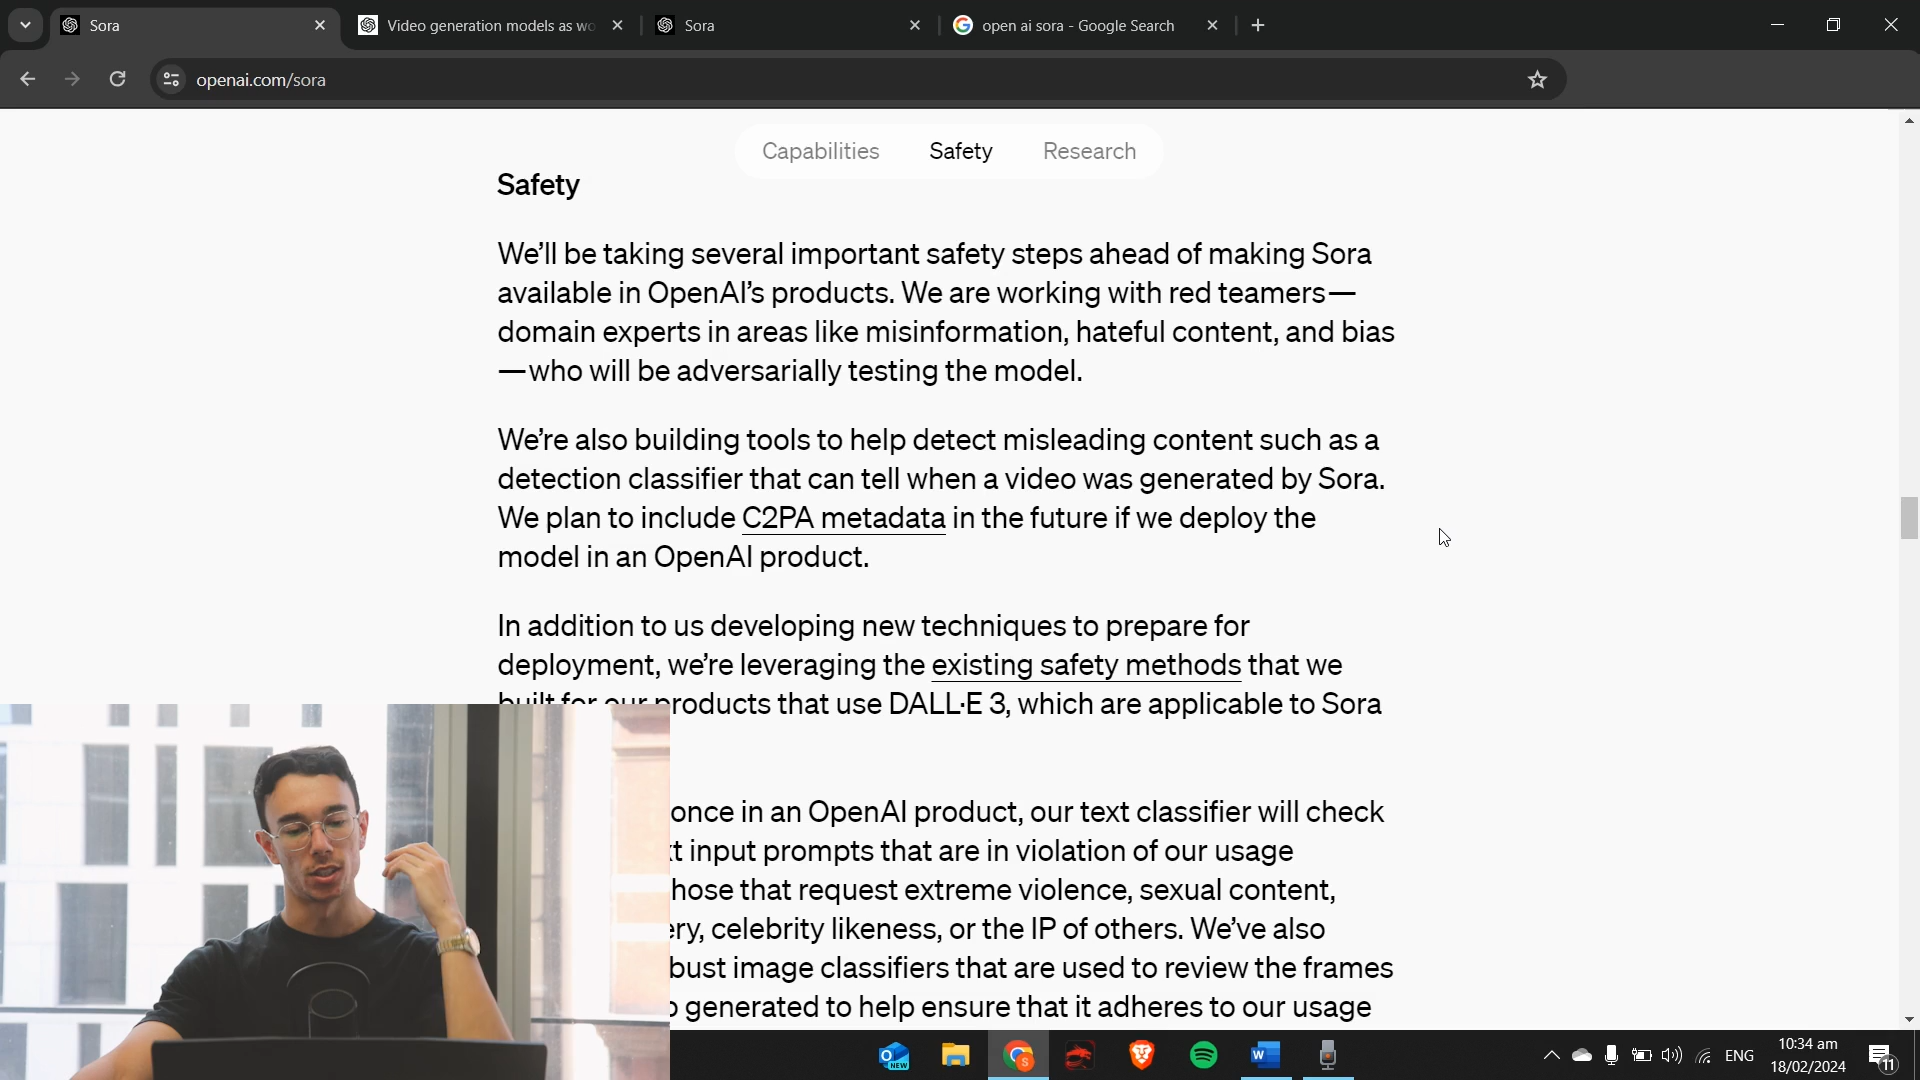 Sora
Video generation models as wo
Sora
open ai sora - Google Search
openai.com/sora
Capabilities
Safety
Research
Safety
We'll be taking several important safety steps ahead of making Sora
available in OpenAI's products. We are working with red teamers—
domain experts in areas like misinformation, hateful content, and bias
—who will be adversarially testing the model.
We're also building tools to help detect misleading content such as a
detection classifier that can tell when a video was generated by Sora.
We plan to include C2PA metadata in the future if we deploy the
model in an OpenAI product.
In addition to us developing new techniques to prepare for
deployment, we're leveraging the existing safety methods that we
built for our products that use DALL·E 3, which are applicable to Sora
once in an OpenAI product, our text classifier will check
input prompts that are in violation of our usage
those that request extreme violence, sexual content,
celebrity likeness, or the IP of others. We've also
image classifiers that are used to review the frames
generated to help ensure that it adheres to our usage
NEW
S
W
ENG
10:34 am
18/02/2024
11